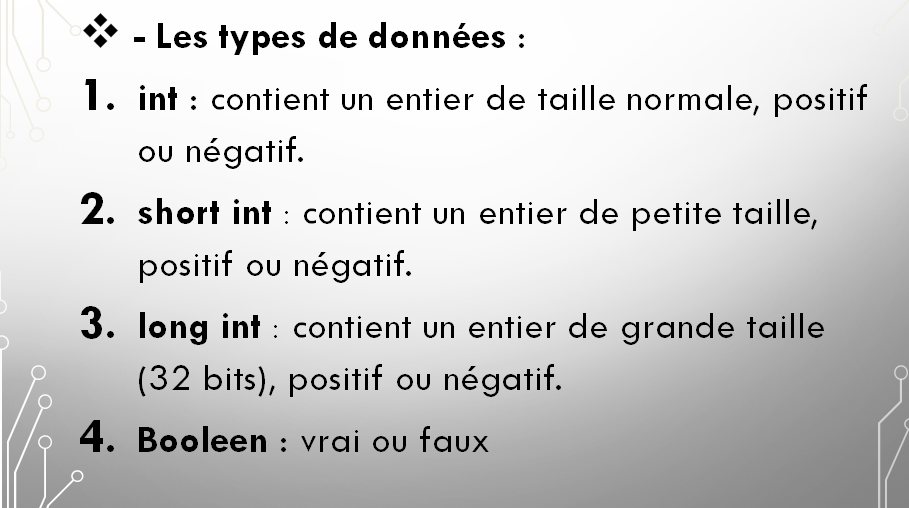 ❖ - Les types de données :
1. int : contient un entier de taille normale, positif
ou négatif.
2. short int : contient un entier de petite taille,
positif ou négatif.
3. long int : contient un entier de grande taille
(32 bits), positif ou négatif.
4. Booleen : vrai ou faux